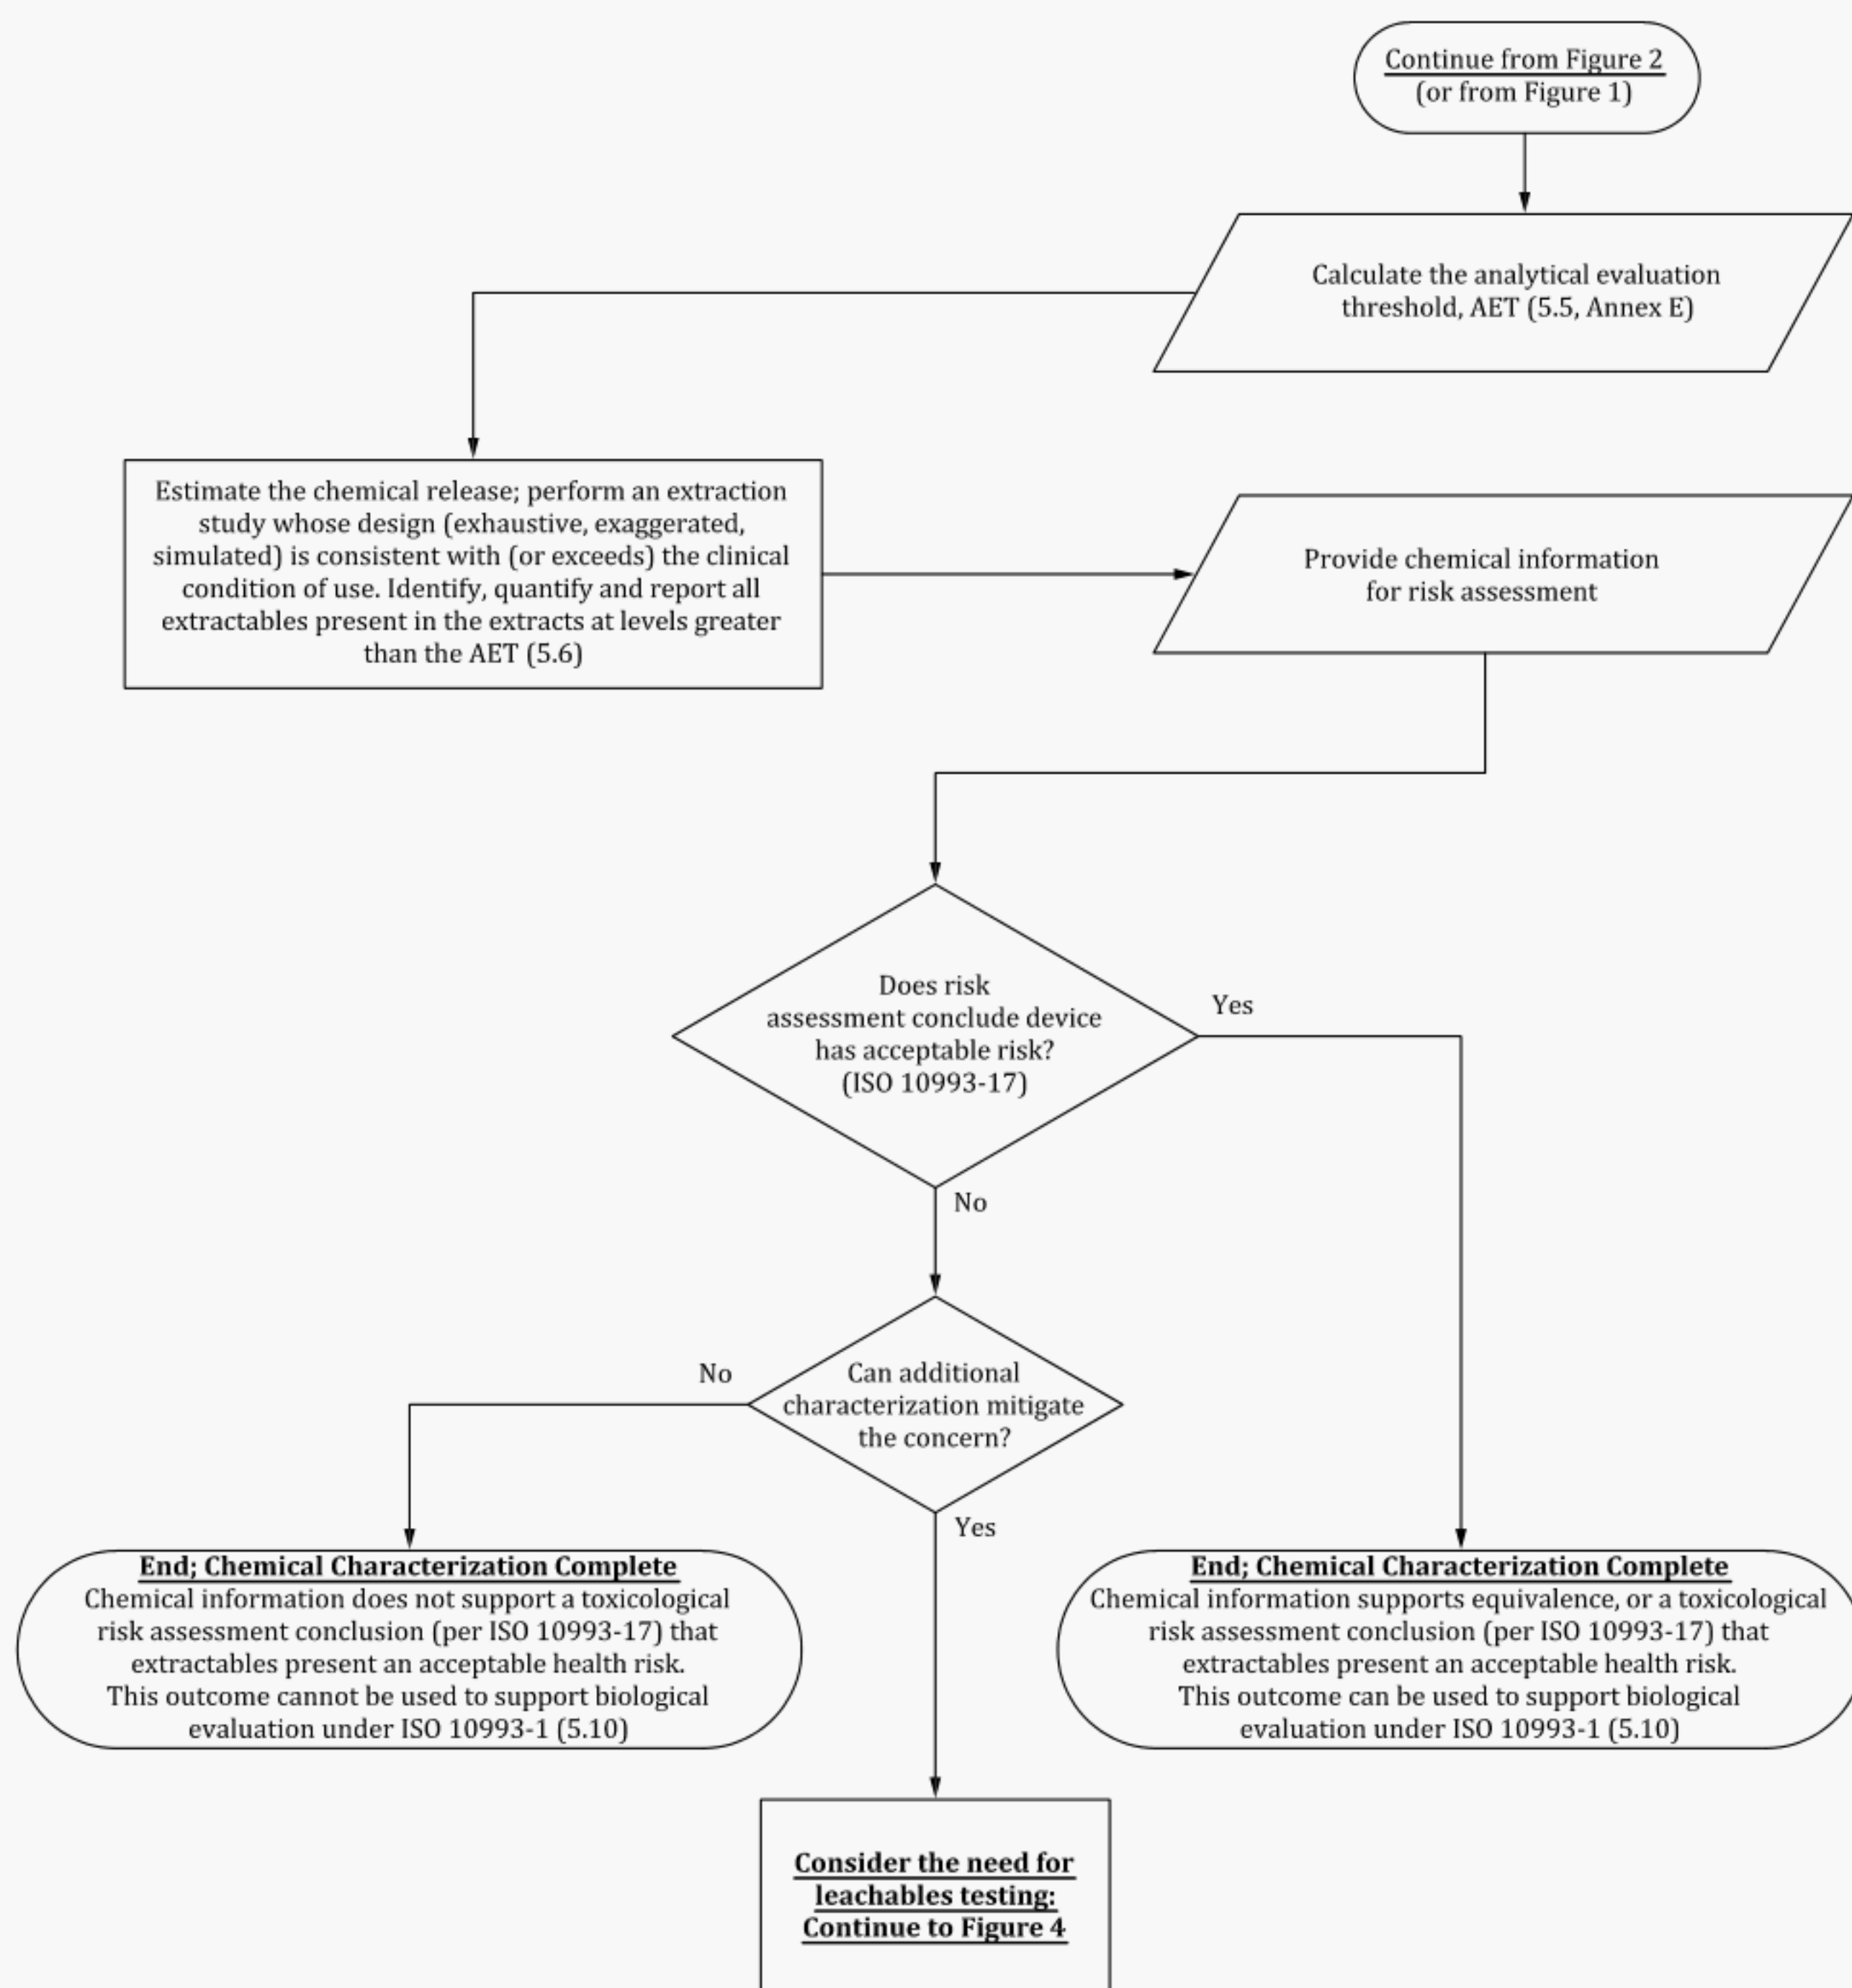 Continue from Figure 2
(or from Figure 1)
Calculate the analytical evaluation
threshold, AET (5.5, Annex E)
Estimate the chemical release; perform an extraction
study whose design (exhaustive, exaggerated,
simulated) is consistent with (or exceeds) the clinical
condition of use. Identify, quantify and report all
extractables present in the extracts at levels greater
than the AET (5.6)
Provide chemical information
for risk assessment
Does risk
assessment conclude device
has acceptable risk?
(ISO 10993-17)
Yes
No
Can additional
characterization mitigate
the concern?
No
Yes
End; Chemical Characterization Complete
Chemical information does not support a toxicological
risk assessment conclusion (per ISO 10993-17) that
extractables present an acceptable health risk.
This outcome cannot be used to support biological
evaluation under ISO 10993-1 (5.10)
End; Chemical Characterization Complete
Chemical information supports equivalence, or a toxicological
risk assessment conclusion (per ISO 10993-17) that
extractables present an acceptable health risk.
This outcome can be used to support biological
evaluation under ISO 10993-1 (5.10)
Consider the need for
leachables testing:
Continue to Figure 4